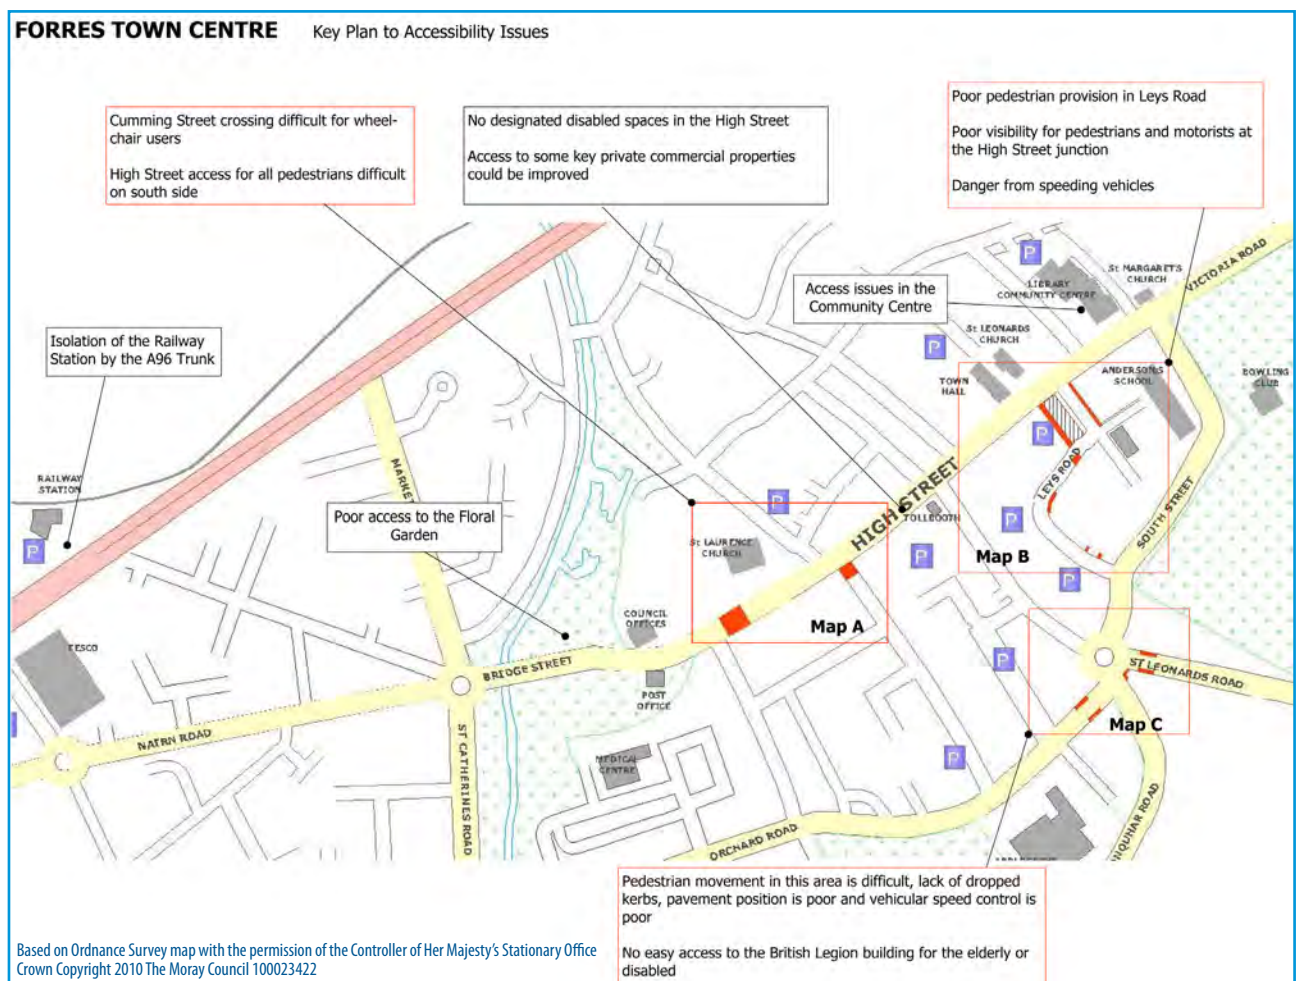 FORRES TOWN CENTRE Key Plan to Accessibility Issues
Cumming Street crossing difficult for wheel-
chair users
High Street access for all pedestrians difficult
on south side
No designated disabled spaces in the High Street
Access to some key private commercial properties
could be improved
Poor pedestrian provision in Leys Road
Poor visibility for pedestrians and motorists at
the High Street junction
Danger from speeding vehicles
Access issues in the
Community Centre
Isolation of the Railway
Station by the A96 Trunk
Poor access to the Floral
Garden
P
LIBRARY
COMMUNITY CENTRE
St MARGARET'S
CHURCH
VICTORIA ROAD
P
St LEONARDS
CHURCH
TOWN
HALL
ANDERSON'S
SCHOOL
BOWLING
CLUB
P
LEYS ROAD
HIGH STREET
TOLLBOOTH
P
P
SOUTH STREET
Map B
P
P
RAILWAY
STATION
P
MARKET
St LAURENCE
CHURCH
Map A
COUNCIL
OFFICES
BRIDGE STREET
POST
OFFICE
TESCO
P
NAIRN ROAD
ST CATHERINES ROAD
MEDICAL
CENTRE
P
ST LEONARDS ROAD
Map C
P
ORCHARD ROAD
NQUHAR ROAD
Pedestrian movement in this area is difficult, lack of dropped
kerbs, pavement position is poor and vehicular speed control is
poor
No easy access to the British Legion building for the elderly or
disabled
Based on Ordnance Survey map with the permission of the Controller of Her Majesty's Stationary Office
Crown Copyright 2010 The Moray Council 100023422